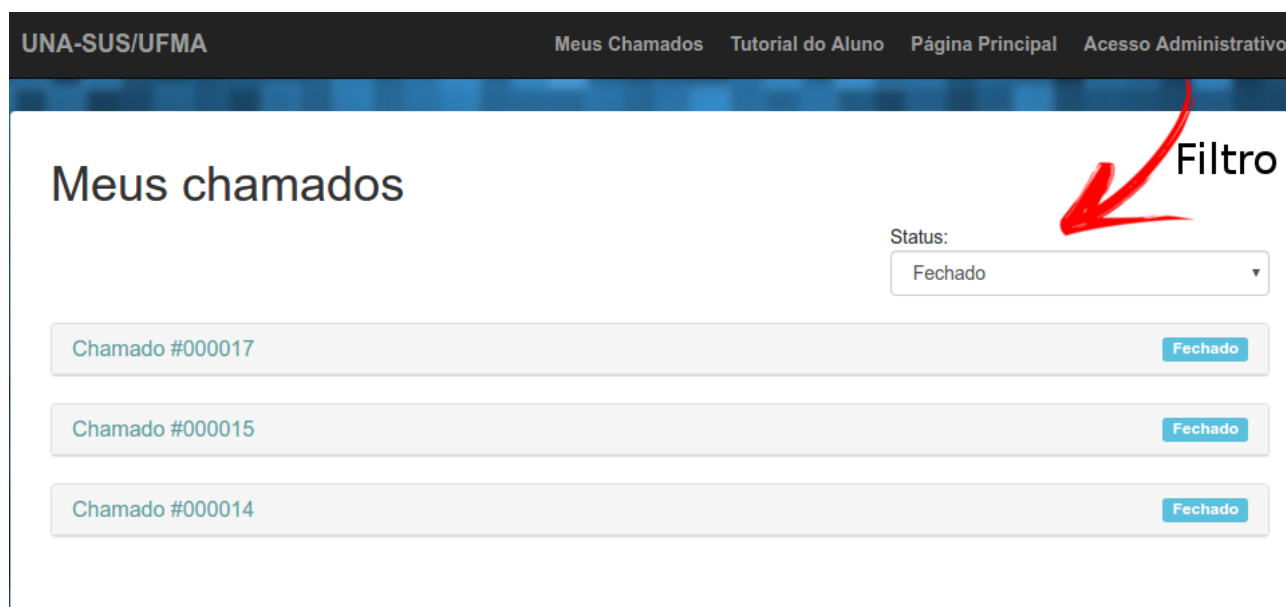 UNA-SUS/UFMA Meus Chamados Tutorial do Aluno Página Principal Acesso Administrativo
Filtro
Meus chamados
Status:
Fechado
Chamado #000017 Fechado
Chamado #000015 Fechado
Chamado #000014 Fechado